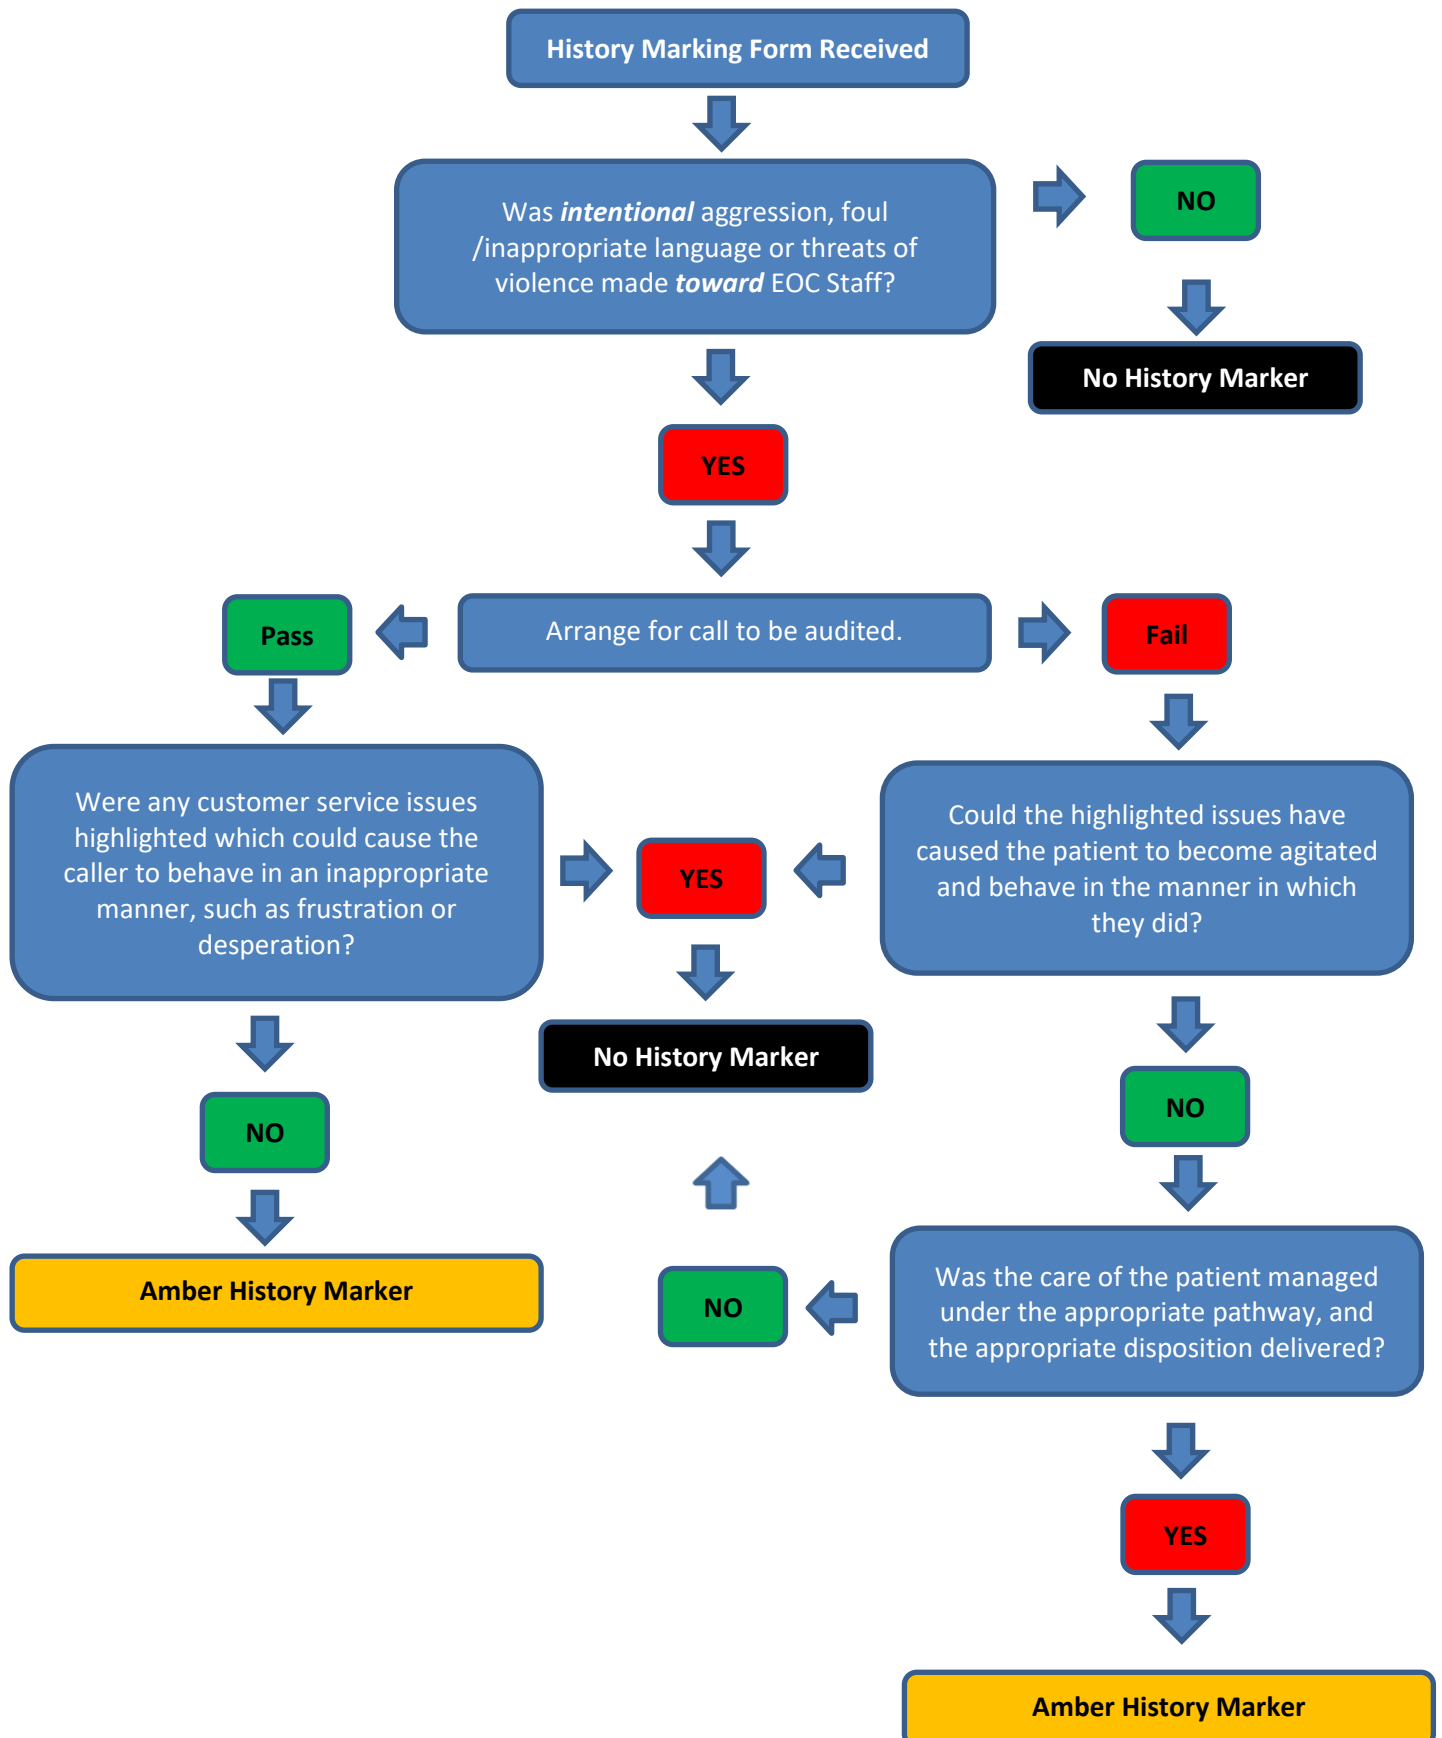 History Marking Form Received
Was intentional aggression, foul
/inappropriate language or threats of
violence made toward EOC Staff?
NO
No History Marker
YES
Arrange for call to be audited.
Pass
Fail
Were any customer service issues
highlighted which could cause the
caller to behave in an inappropriate
manner, such as frustration or
desperation?
YES
Could the highlighted issues have
caused the patient to become agitated
and behave in the manner in which
they did?
No History Marker
NO
NO
Amber History Marker
NO
Was the care of the patient managed
under the appropriate pathway, and
the appropriate disposition delivered?
YES
Amber History Marker